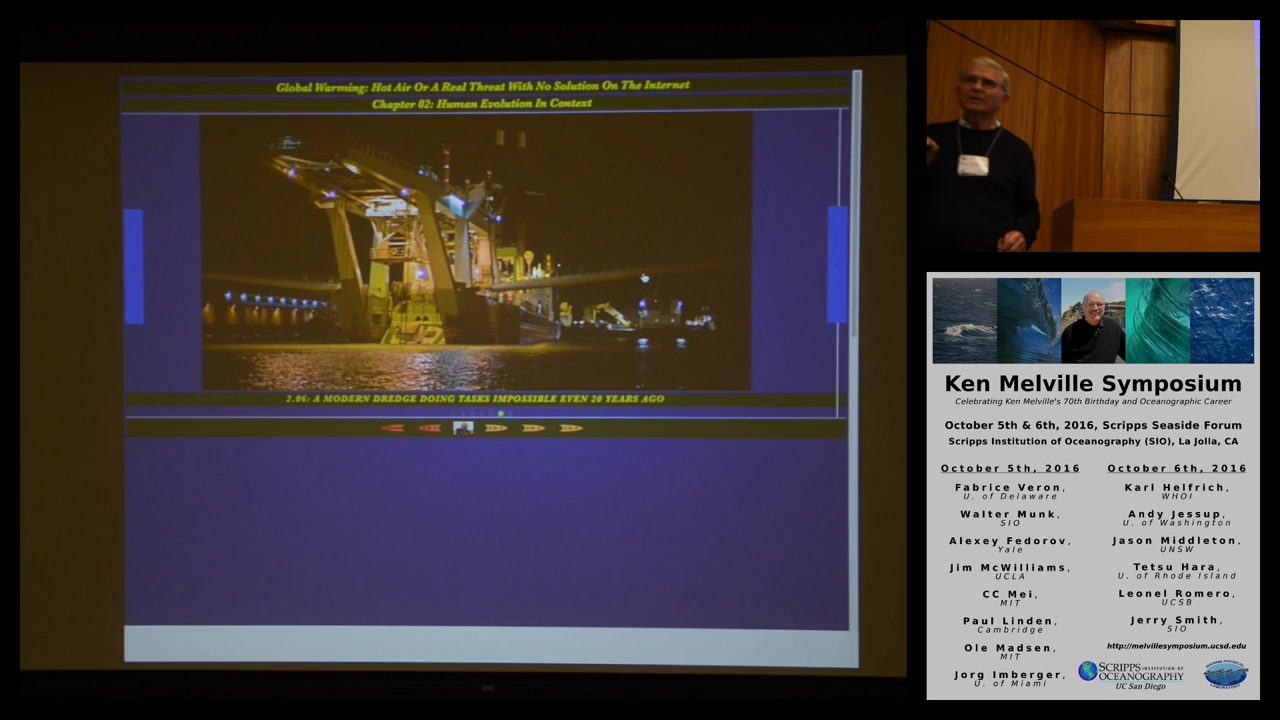 Global Warming: Hot Air Or A Real Threat With No Solution On The Internet
Chapter 02: Human Evolution In Context
2.06: A MODERN DREDGE DOING TASKS IMPOSSIBLE EVEN 20 YEARS AGO
Ken Melville Symposium
Celebrating Ken Melville's 70th Birthday and Oceanographic Career
October 5th & 6th, 2016, Scripps Seaside Forum
Scripps Institution of Oceanography (SIO), La Jolla, CA
October 5th, 2016
Fabrice Veron,
U. of Delaware
Walter Munk,
SIO
Alexey Fedorov,
Yale
Jim McWilliams,
UCLA
CC Mei,
MIT
Paul Linden,
Cambridge
Ole Madsen,
MIT
Jorg Imberger,
U. of Miami
October 6th, 2016
Karl Helfrich,
WHOI
Andy Jessup,
U. of Washington
Jason Middleton,
UNSW
Tetsu Hara,
U. of Rhode Island
Leonel Romero,
UCSB
Jerry Smith,
SIO
http://melvillesymposium.ucsd.edu
SCRIPPS INSTITUTION OF
OCEANOGRAPHY
UC San Diego
MARINE PHYSICAL
LABORATORY